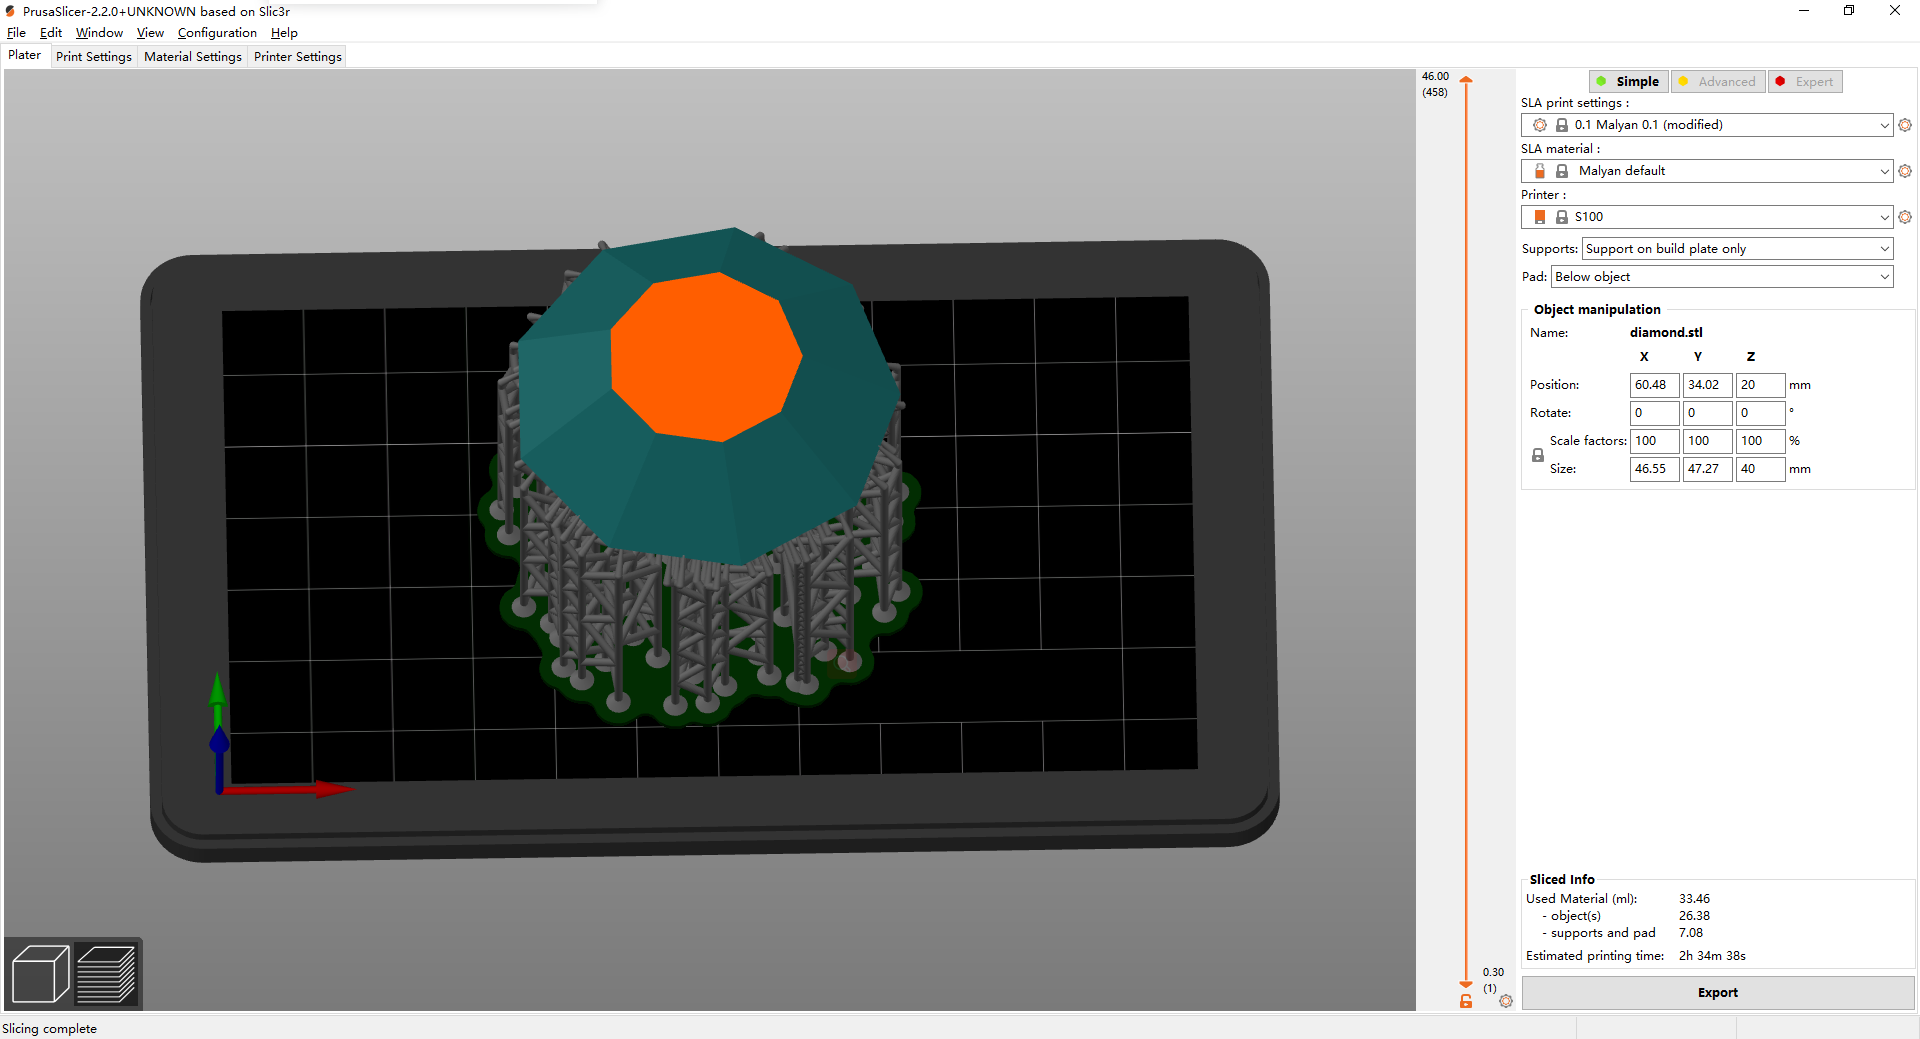 PrusaSlicer-2.2.0+UNKNOWN based on Slic3r
File Edit Window View Configuration Help
Plater Print Settings Material Settings Printer Settings
46.00
(458)
Simple Advanced Expert
SLA print settings :
0.1 Malyan 0.1 (modified)
SLA material :
Malyan default
Printer :
S100
Supports: Support on build plate only
Pad: Below object
Object manipulation
Name: diamond.stl
X Y Z
Position: 60.48 34.02 20 mm
Rotate: 0 0 0 °
Scale factors: 100 100 100 %
Size: 46.55 47.27 40 mm
Sliced Info
Used Material (ml): 33.46
- object(s) 26.38
- supports and pad 7.08
Estimated printing time: 2h 34m 38s
0.30
(1)
Export
Slicing complete